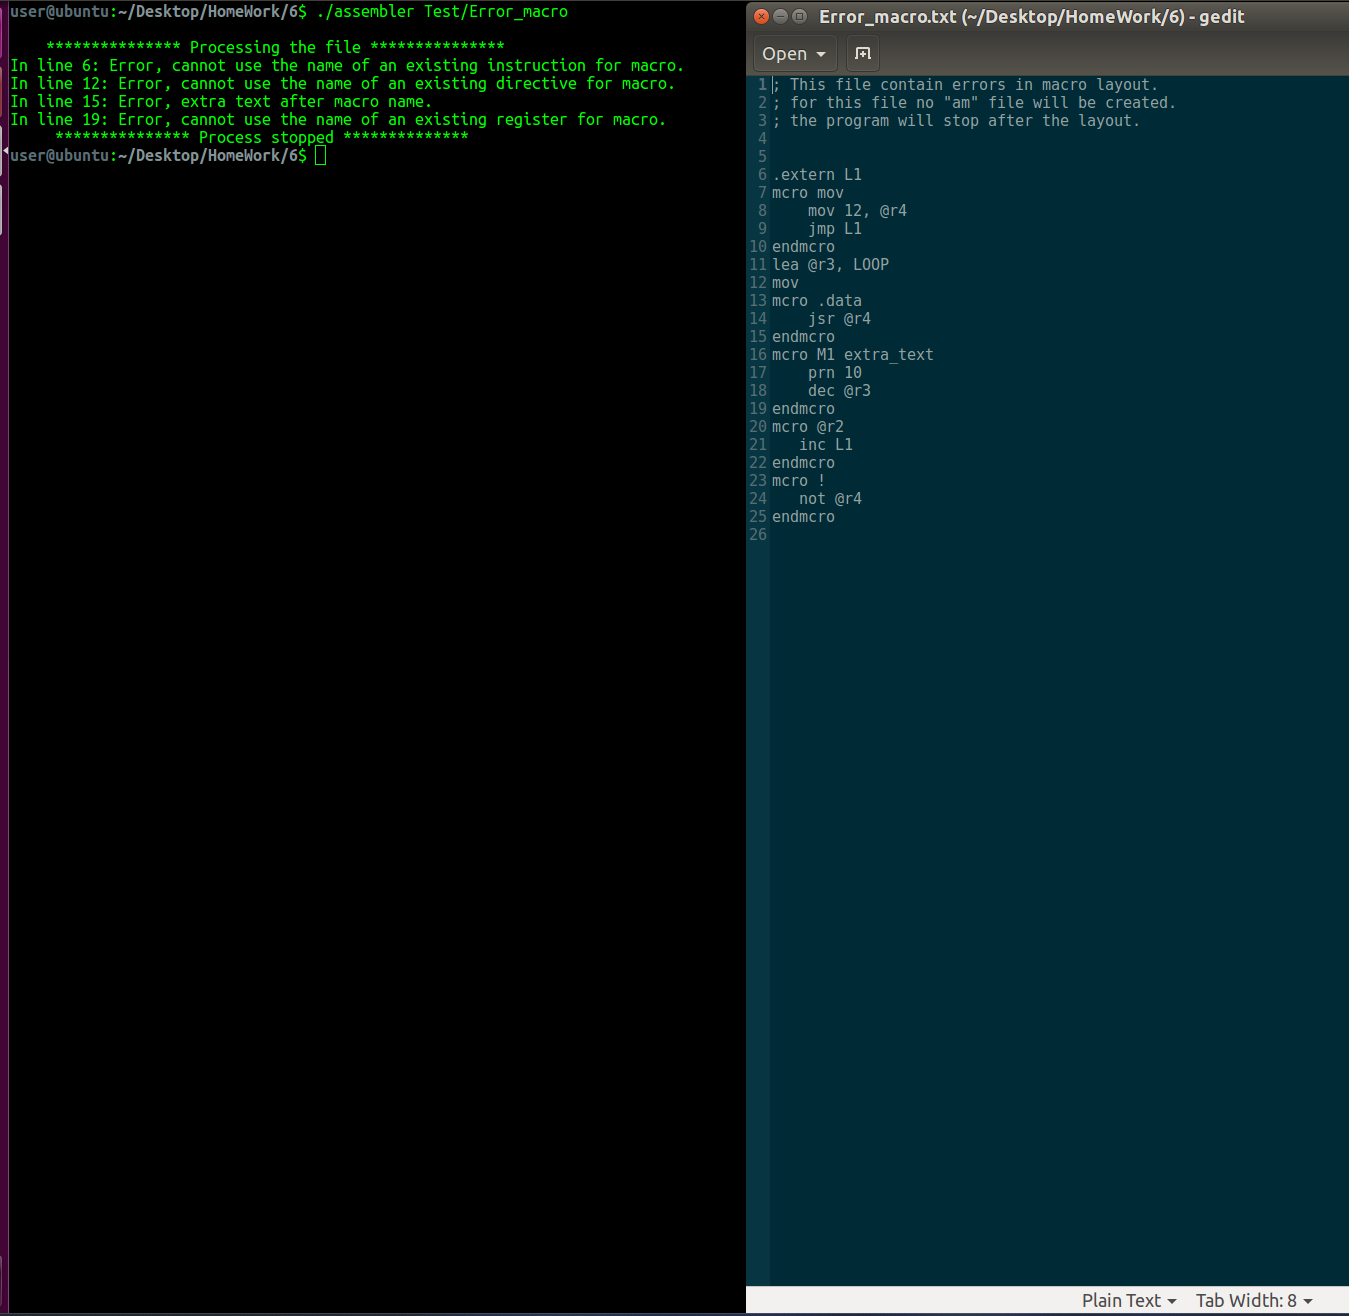 user@ubuntu:~/Desktop/HomeWork/6$ ./assembler Test/Error_macro
*************** Processing the file ***************
In line 6: Error, cannot use the name of an existing instruction for macro.
In line 12: Error, cannot use the name of an existing directive for macro.
In line 15: Error, extra text after macro name.
In line 19: Error, cannot use the name of an existing register for macro.
*************** Process stopped **************
user@ubuntu:~/Desktop/HomeWork/6$
Error_macro.txt (~/Desktop/HomeWork/6) - gedit
Open
1 ; This file contain errors in macro layout.
2 ; for this file no "am" file will be created.
3 ; the program will stop after the layout.
4
5
6 .extern L1
7 mcro mov
8     mov 12, @r4
9     jmp L1
10 endmcro
11 lea @r3, LOOP
12 mov
13 mcro .data
14     jsr @r4
15 endmcro
16 mcro M1 extra_text
17     prn 10
18     dec @r3
19 endmcro
20 mcro @r2
21    inc L1
22 endmcro
23 mcro !
24    not @r4
25 endmcro
26
Plain Text Tab Width: 8